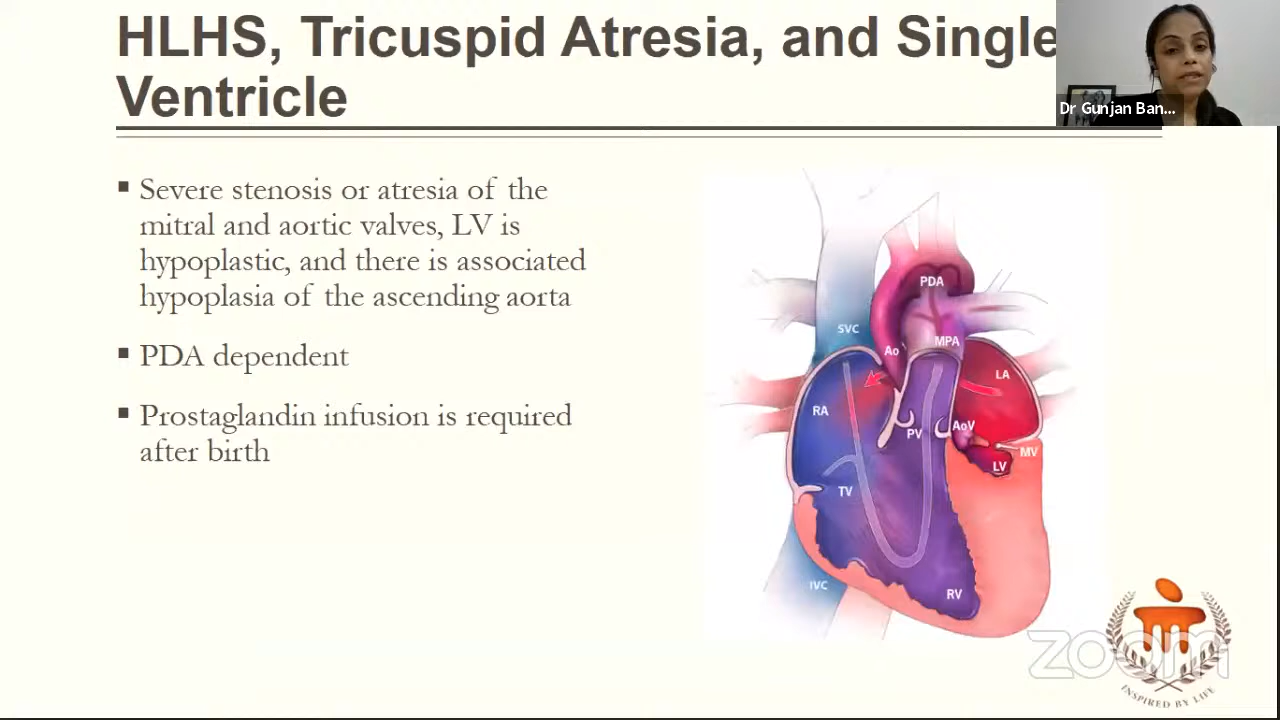 HLHS, Tricuspid Atresia, and Single
Ventricle
Dr Gunjan Ban...
▪ Severe stenosis or atresia of the
mitral and aortic valves, LV is
hypoplastic, and there is associated
hypoplasia of the ascending aorta
▪ PDA dependent
▪ Prostaglandin infusion is required
after birth
PDA
SVC
Ao
MPA
LA
RA
PV
AoV
MV
LV
TV
IVC
RV
zoom
INSPIRED BY LIFE